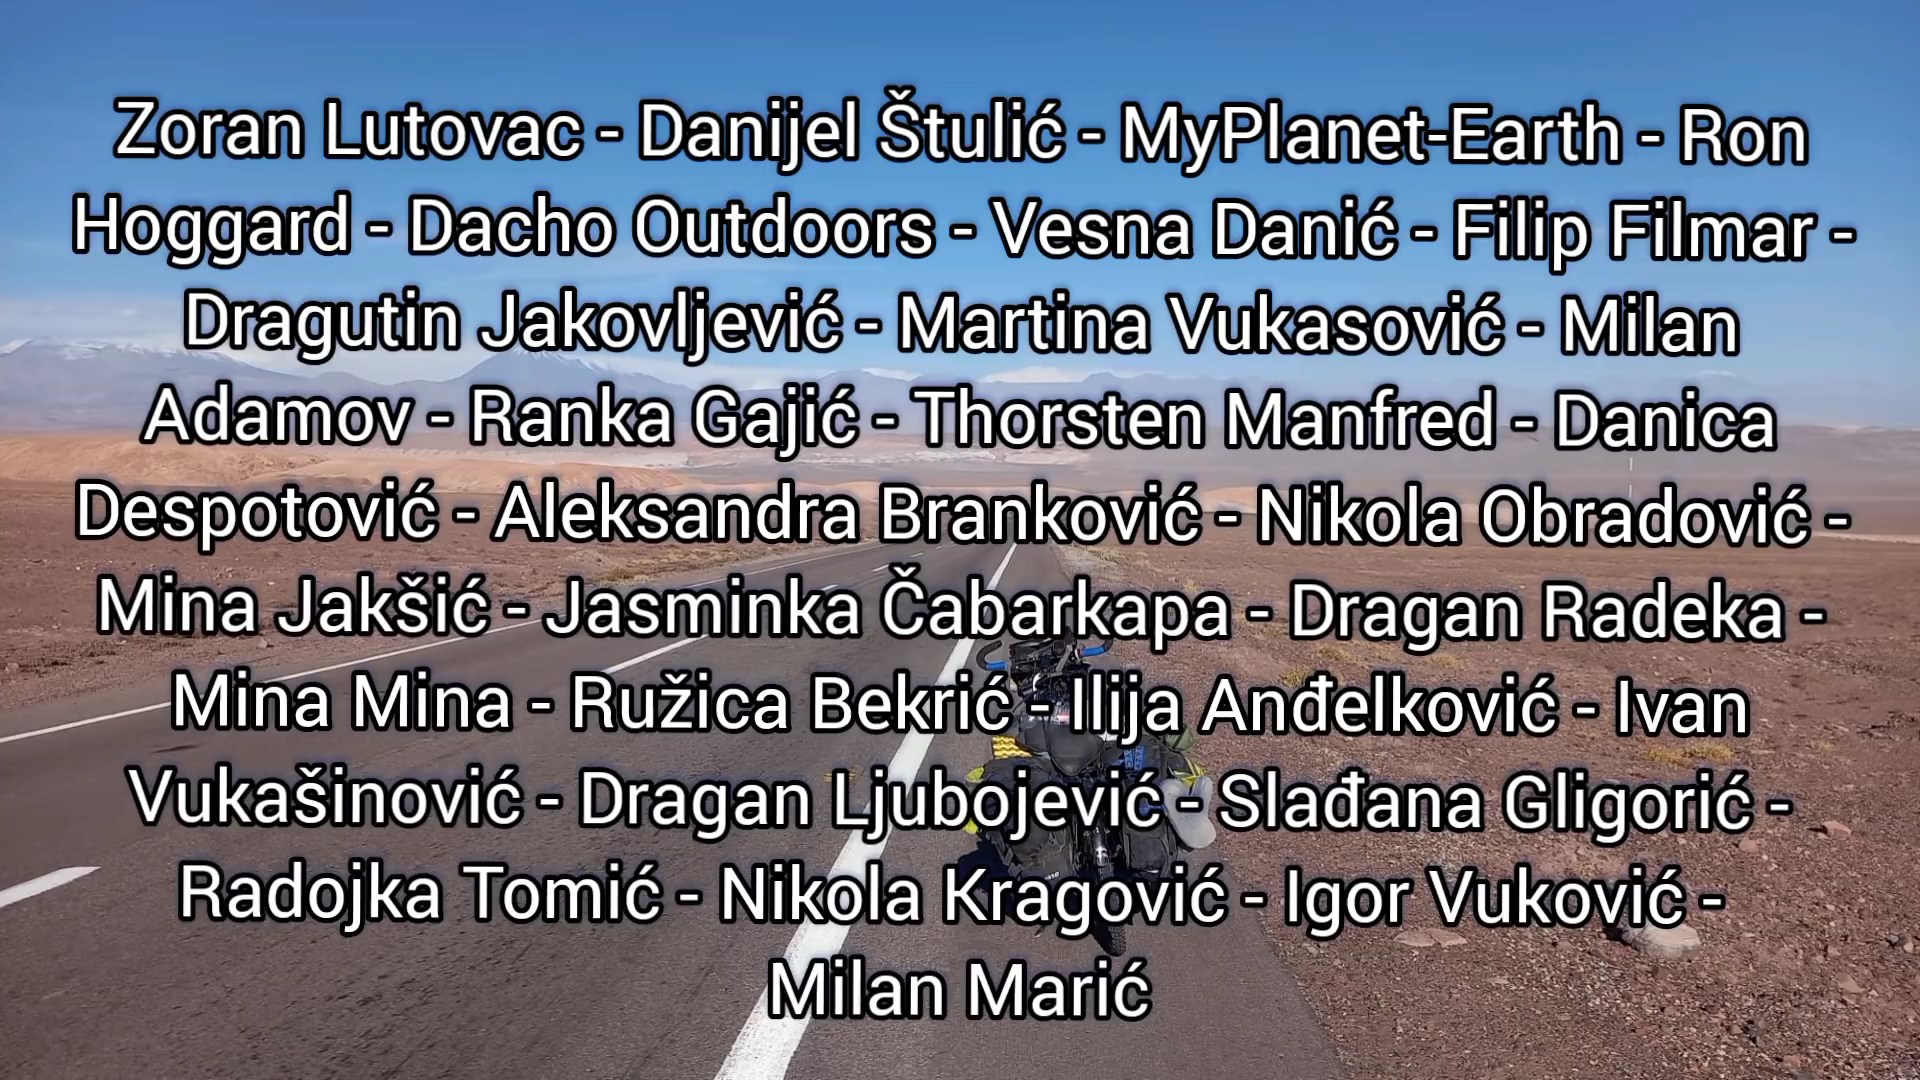 Zoran Lutovac - Danijel Štulić - MyPlanet-Earth - Ron
Hoggard - Dacho Outdoors - Vesna Danić - Filip Filmar -
Dragutin Jakovljević - Martina Vukasović - Milan
Adamov - Ranka Gajić - Thorsten Manfred - Danica
Despotović - Aleksandra Branković - Nikola Obradović -
Mina Jakšić - Jasminka Čabarkapa - Dragan Radeka -
Mina Mina - Ružica Bekrić - Ilija Anđelković - Ivan
Vukašinović - Dragan Ljubojević - Slađana Gligorić -
Radojka Tomić - Nikola Kragović - Igor Vuković -
Milan Marić